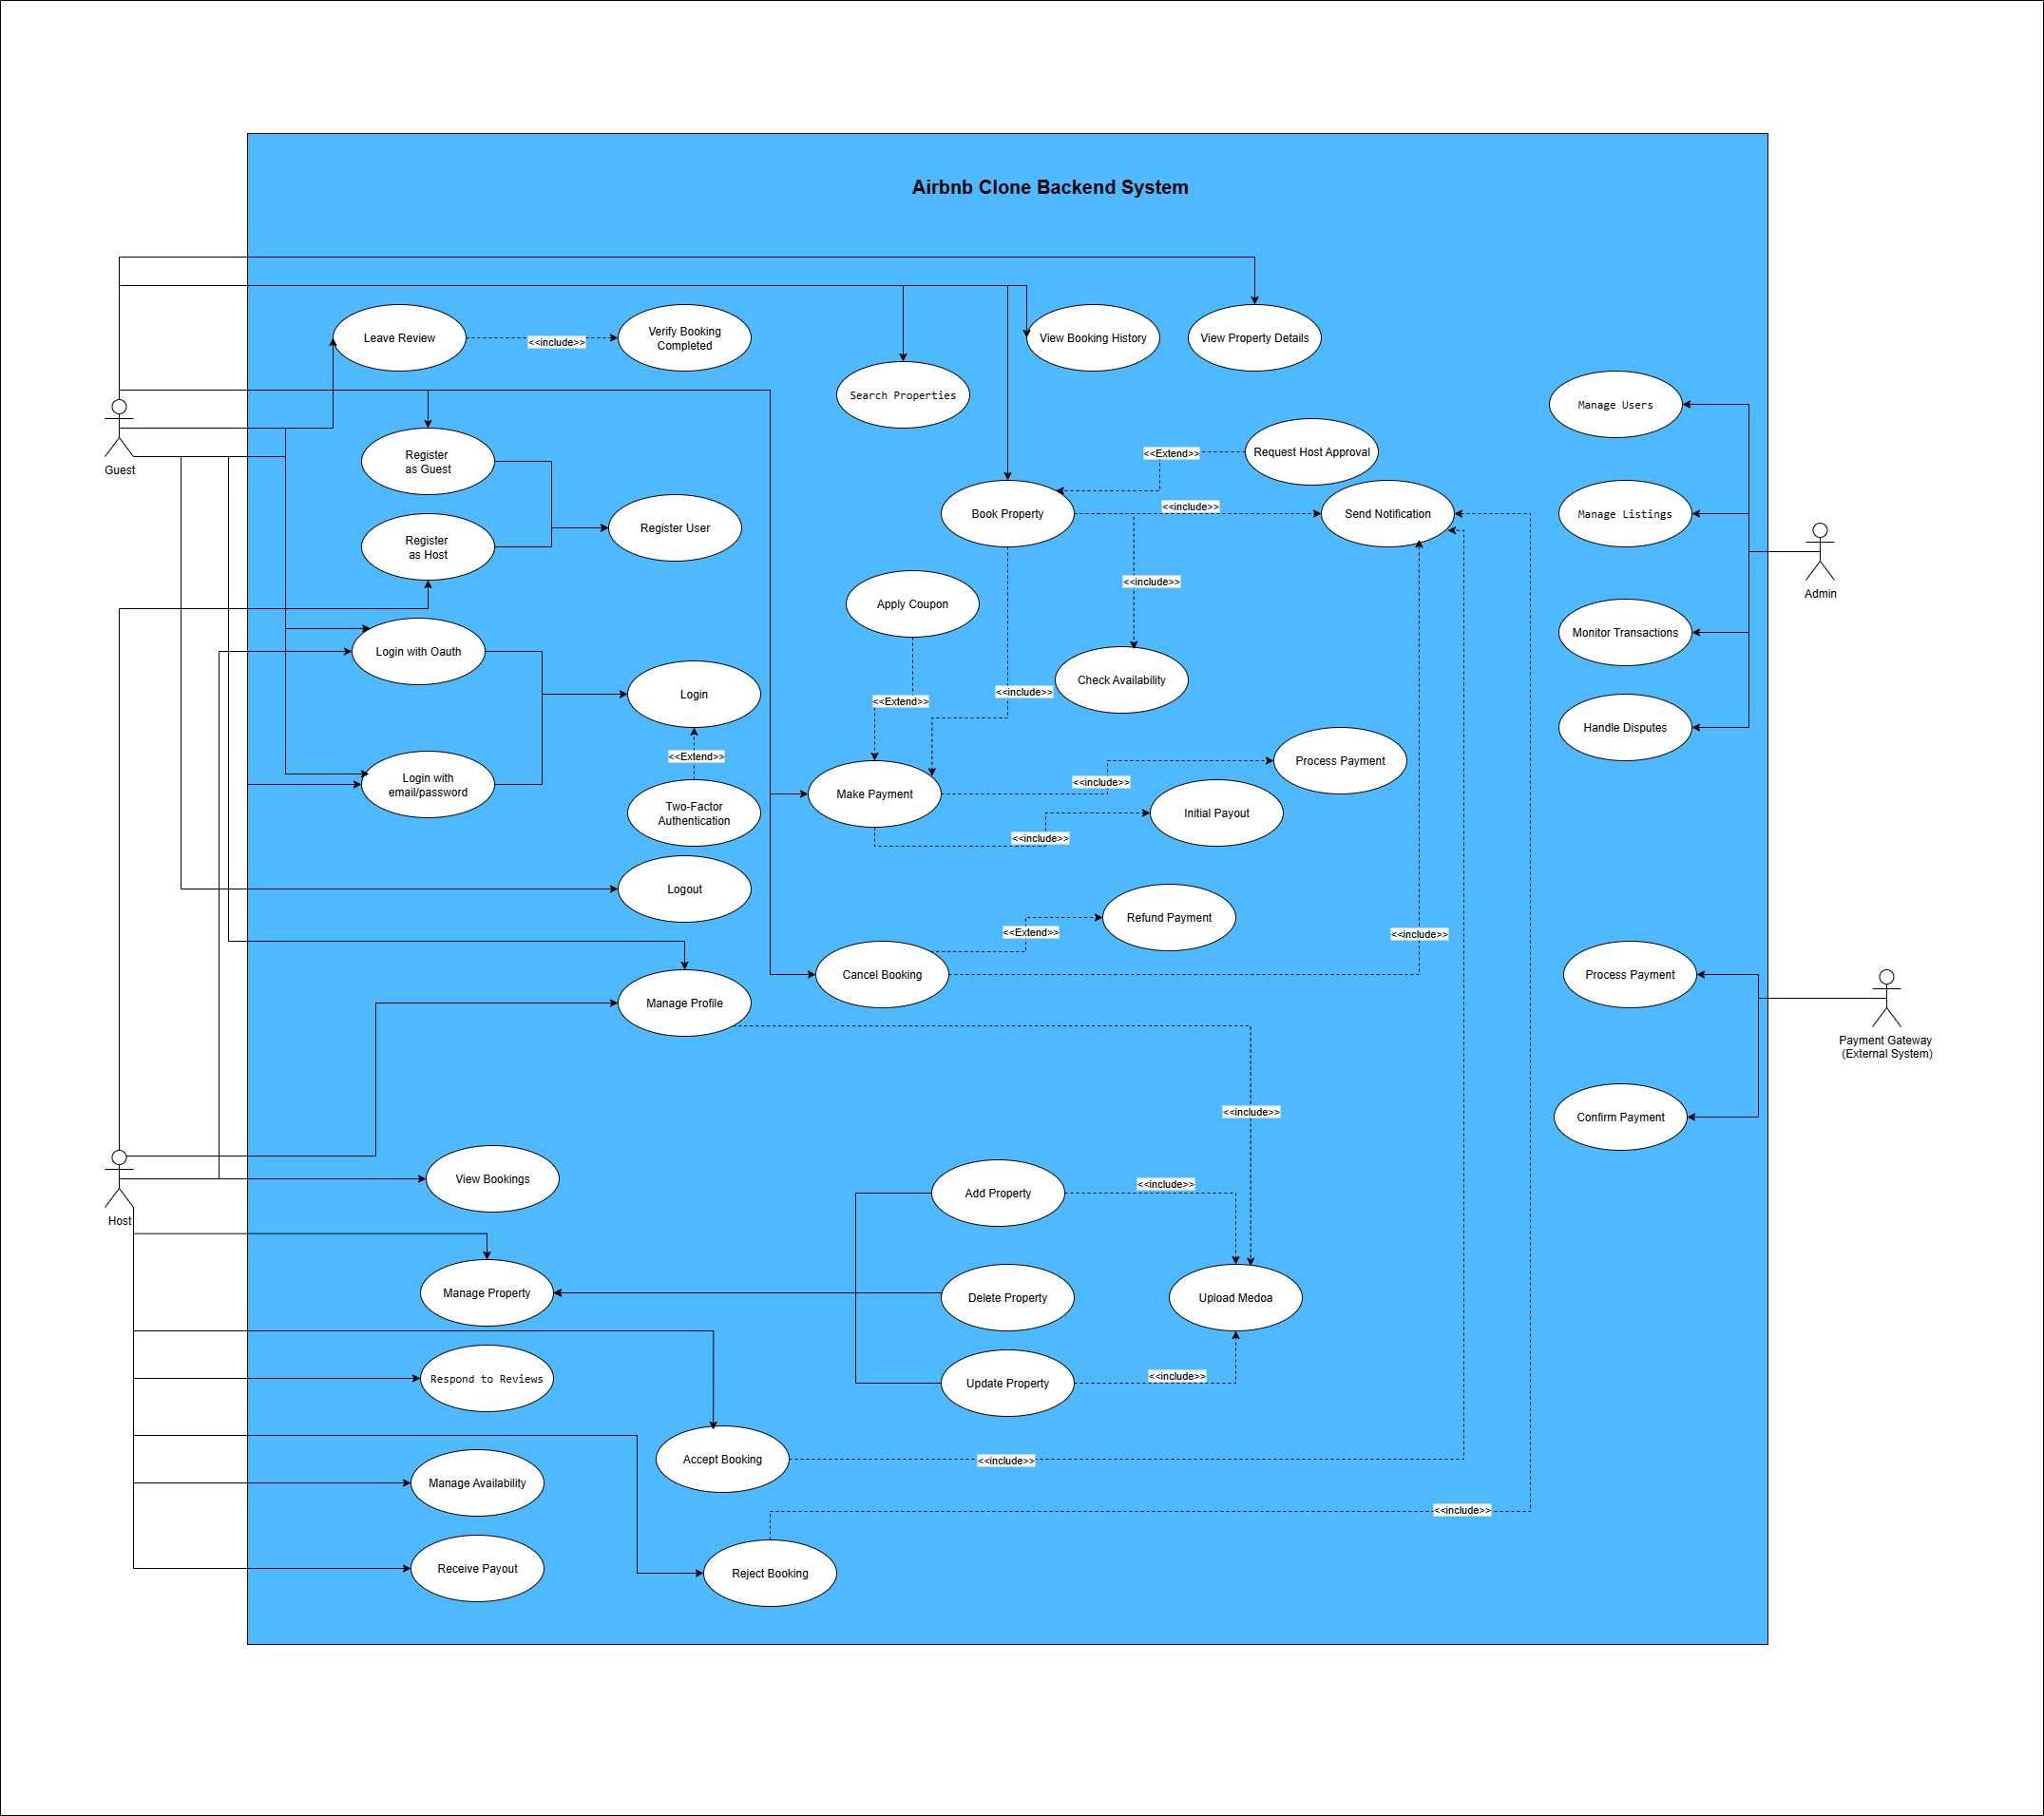 Airbnb Clone Backend System
Leave Review
<<include>>
Verify Booking
Completed
View Booking History
View Property Details
Search Properties
Manage Users
Guest
Register
as Guest
<<Extend>>
Request Host Approval
Register User
Book Property
<<include>>
Send Notification
Manage Listings
Register
as Host
<<include>>
Admin
Apply Coupon
Monitor Transactions
Login with Oauth
Login
<<Extend>>
<<include>>
Check Availability
Handle Disputes
<<Extend>>
Login with
email/password
Two-Factor
Authentication
Make Payment
<<include>>
Process Payment
<<include>>
Initial Payout
Logout
Refund Payment
<<Extend>>
<<include>>
Cancel Booking
Process Payment
Manage Profile
Payment Gateway
(External System)
<<include>>
Confirm Payment
View Bookings
Add Property
<<include>>
Host
Manage Property
Delete Property
Upload Medoa
Respond to Reviews
Update Property
<<include>>
Accept Booking
<<include>>
Manage Availability
<<include>>
Receive Payout
Reject Booking